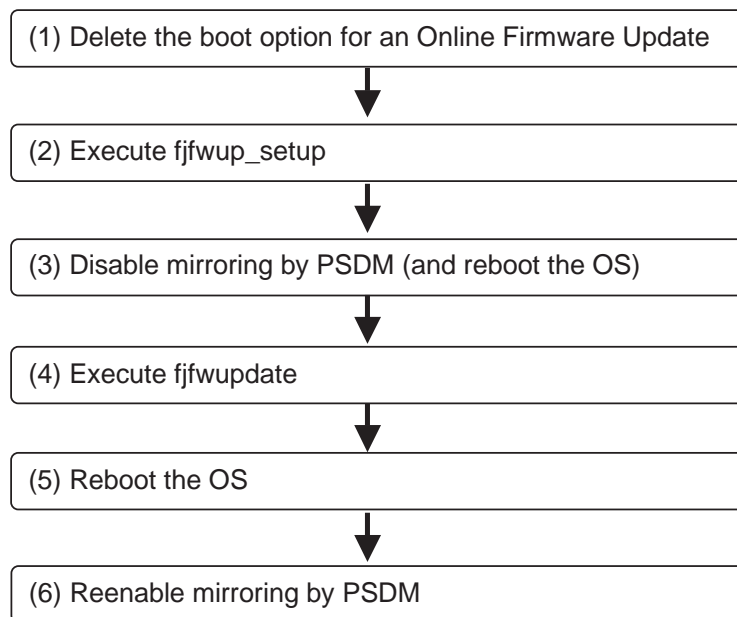 (1) Delete the boot option for an Online Firmware Update
(2) Execute fjfwup_setup
(3) Disable mirroring by PSDM (and reboot the OS)
(4) Execute fjfwupdate
(5) Reboot the OS
(6) Reenable mirroring by PSDM